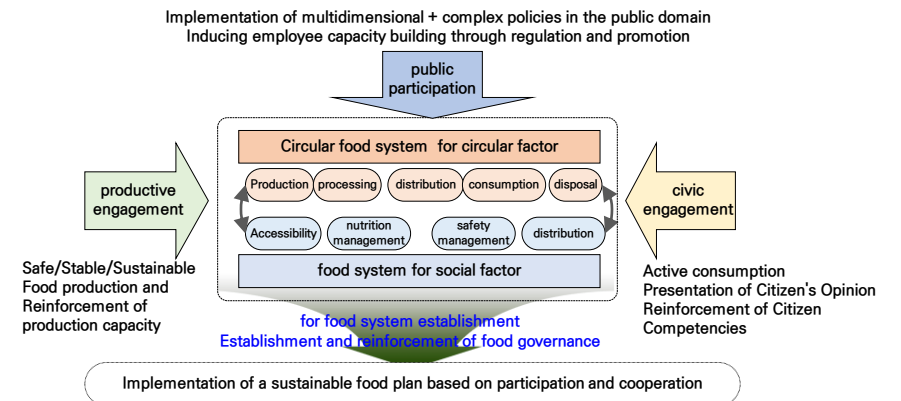 Implementation of multidimensional + complex policies in the public domain
Inducing employee capacity building through regulation and promotion
public
participation
Circular food system for circular factor
Production
processing
distribution
consumption
disposal
productive
engagement
civic
engagement
Accessibility
nutrition
management
safety
management
distribution
food system for social factor
Safe/Stable/Sustainable
Food production and
Reinforcement of
production capacity
Active consumption
Presentation of Citizen's Opinion
Reinforcement of Citizen
Competencies
for food system establishment
Establishment and reinforcement of food governance
Implementation of a sustainable food plan based on participation and cooperation